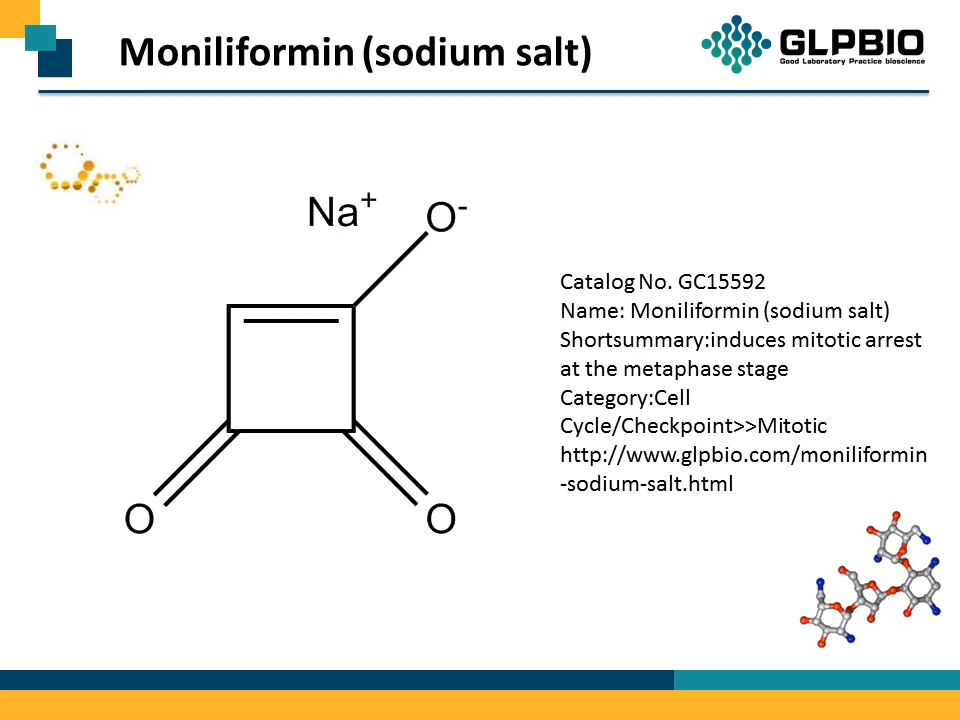 Moniliformin (sodium salt)
GLPBIO
Good Laboratory Practice bioscience
Na+
O-
O
O
Catalog No. GC15592
Name: Moniliformin (sodium salt)
Shortsummary:induces mitotic arrest
at the metaphase stage
Category:Cell
Cycle/Checkpoint>>Mitotic
http://www.glpbio.com/moniliformin
-sodium-salt.html